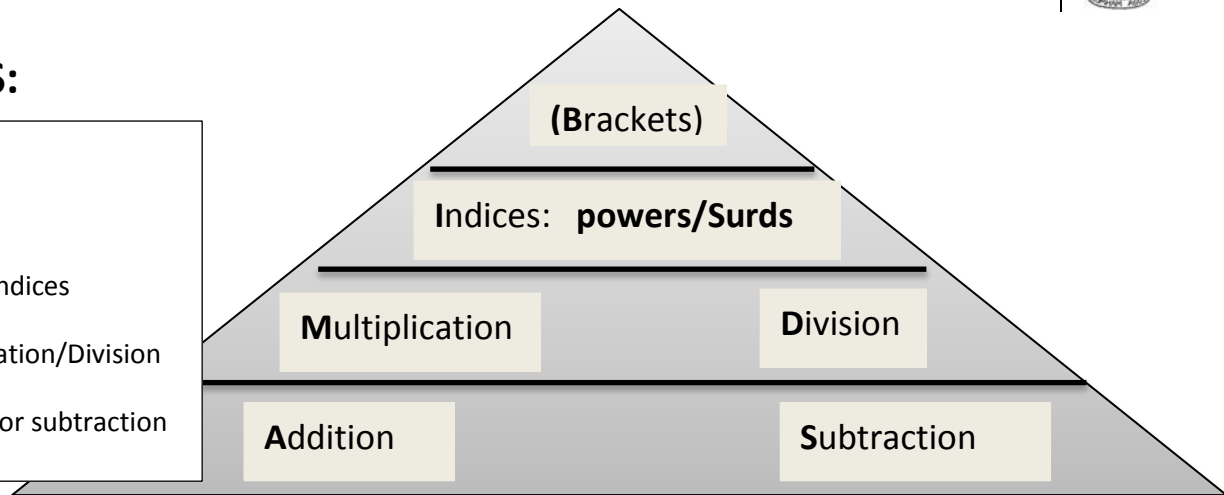 S:
(Brackets)
Indices: powers/Surds
ndices
Multiplication
Division
ation/Division
or subtraction
Addition
Subtraction